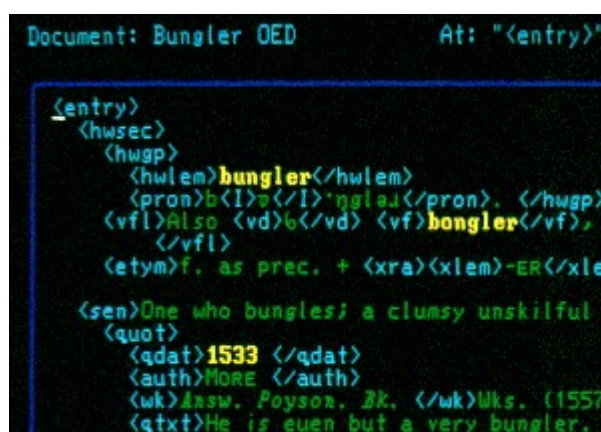 Document: Bungler OED At: "<entry>"
<entry>
<hwsec>
<hwgp>
<hwlem>bungler</hwlem>
<pron>b<I>ʊ</I>·ŋgləɹ</pron>. </hwgp>
<vfl>Also <vd>6</vd> <vf>bongler</vf>,
</vfl>
<etym>f. as prec. + <xra><xlem>-ER</xle
<sen>One who bungles; a clumsy unskilful
<quot>
<qdat>1533 </qdat>
<auth>MORE </auth>
<wk>Answ. Poyson. Bk. </wk>Wks. (1557
<qtxt>He is euen but a very bungler.